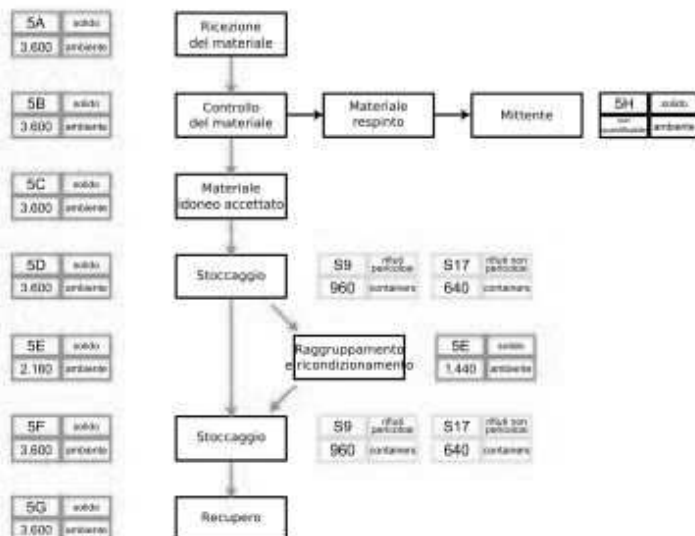 5A solido
3.600 ambiente
Ricezione
del materiale
5B solido
3.600 ambiente
Controllo
del materiale
Materiale
respinto
Mittente
5H solido
non quantificabile ambiente
5C solido
3.600 ambiente
Materiale
idoneo accettato
5D solido
3.600 ambiente
Stoccaggio
S9 rifiuti pericolosi
960 containers
S17 rifiuti non pericolosi
640 containers
5E solido
2.160 ambiente
Raggruppamento
e ricondizionamento
5E solido
1.440 ambiente
5F solido
3.600 ambiente
Stoccaggio
S9 rifiuti pericolosi
960 containers
S17 rifiuti non pericolosi
640 containers
5G solido
3.600 ambiente
Recupero